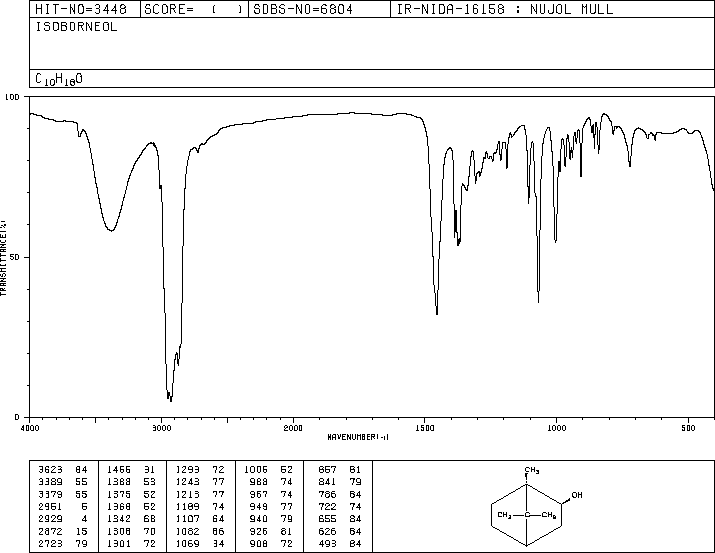 HIT-NO=3448 SCORE= ( ) SDBS-NO=6804 IR-NIDA-16158 : NUJOL MULL
ISOBORNEOL
C10H18O
100
50
0
TRANSMITTANCE(%)
4000 3000 2000 1500 1000 500
WAVENUMBER(-1)
3623 84 1456 31 1293 72 1006 52 867 81
3389 55 1388 53 1243 77 988 74 841 79
3379 55 1375 52 1213 77 967 74 786 84
2951 6 1368 52 1189 74 949 77 722 74
2929 4 1342 68 1107 64 940 79 655 84
2872 15 1308 70 1082 66 926 81 626 84
2723 79 1301 72 1069 34 908 72 493 84
CH3
OH
CH3 C CH3